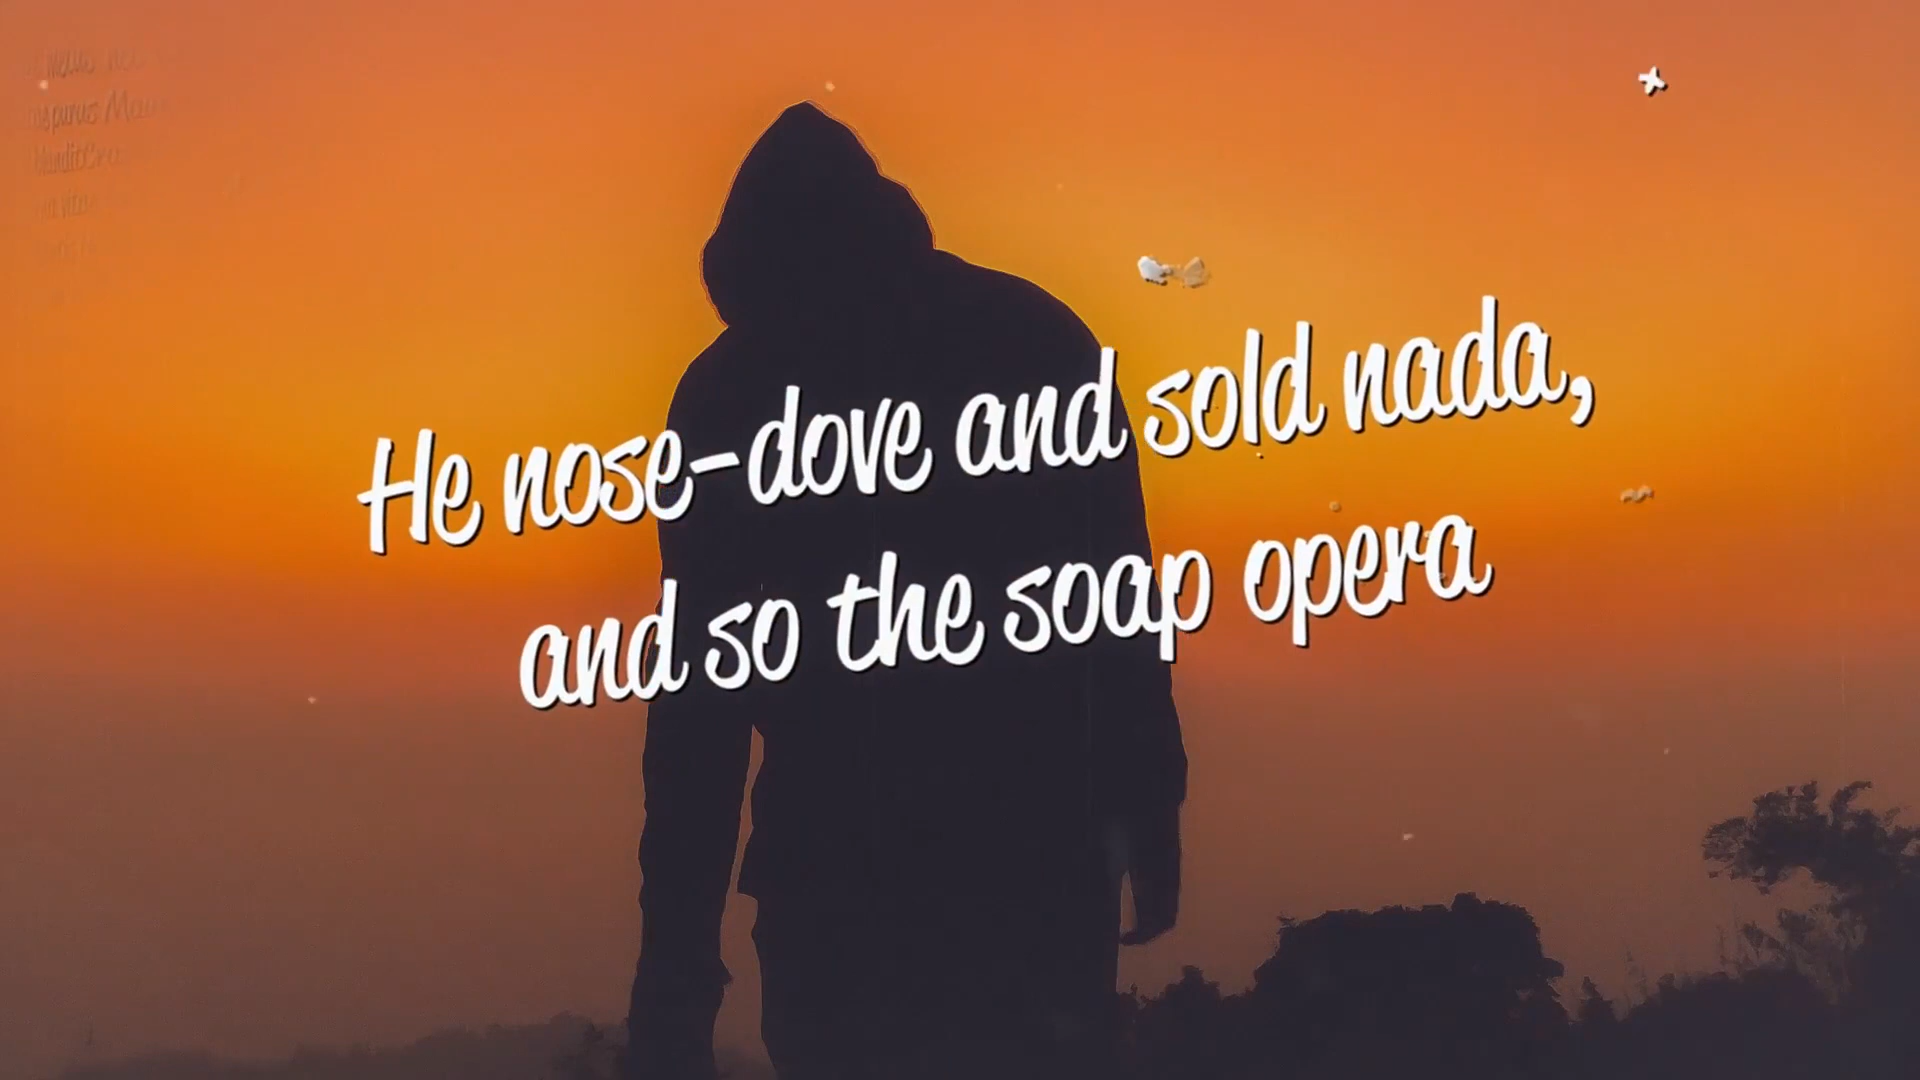 He nose-dove and sold nada,
and so the soap opera